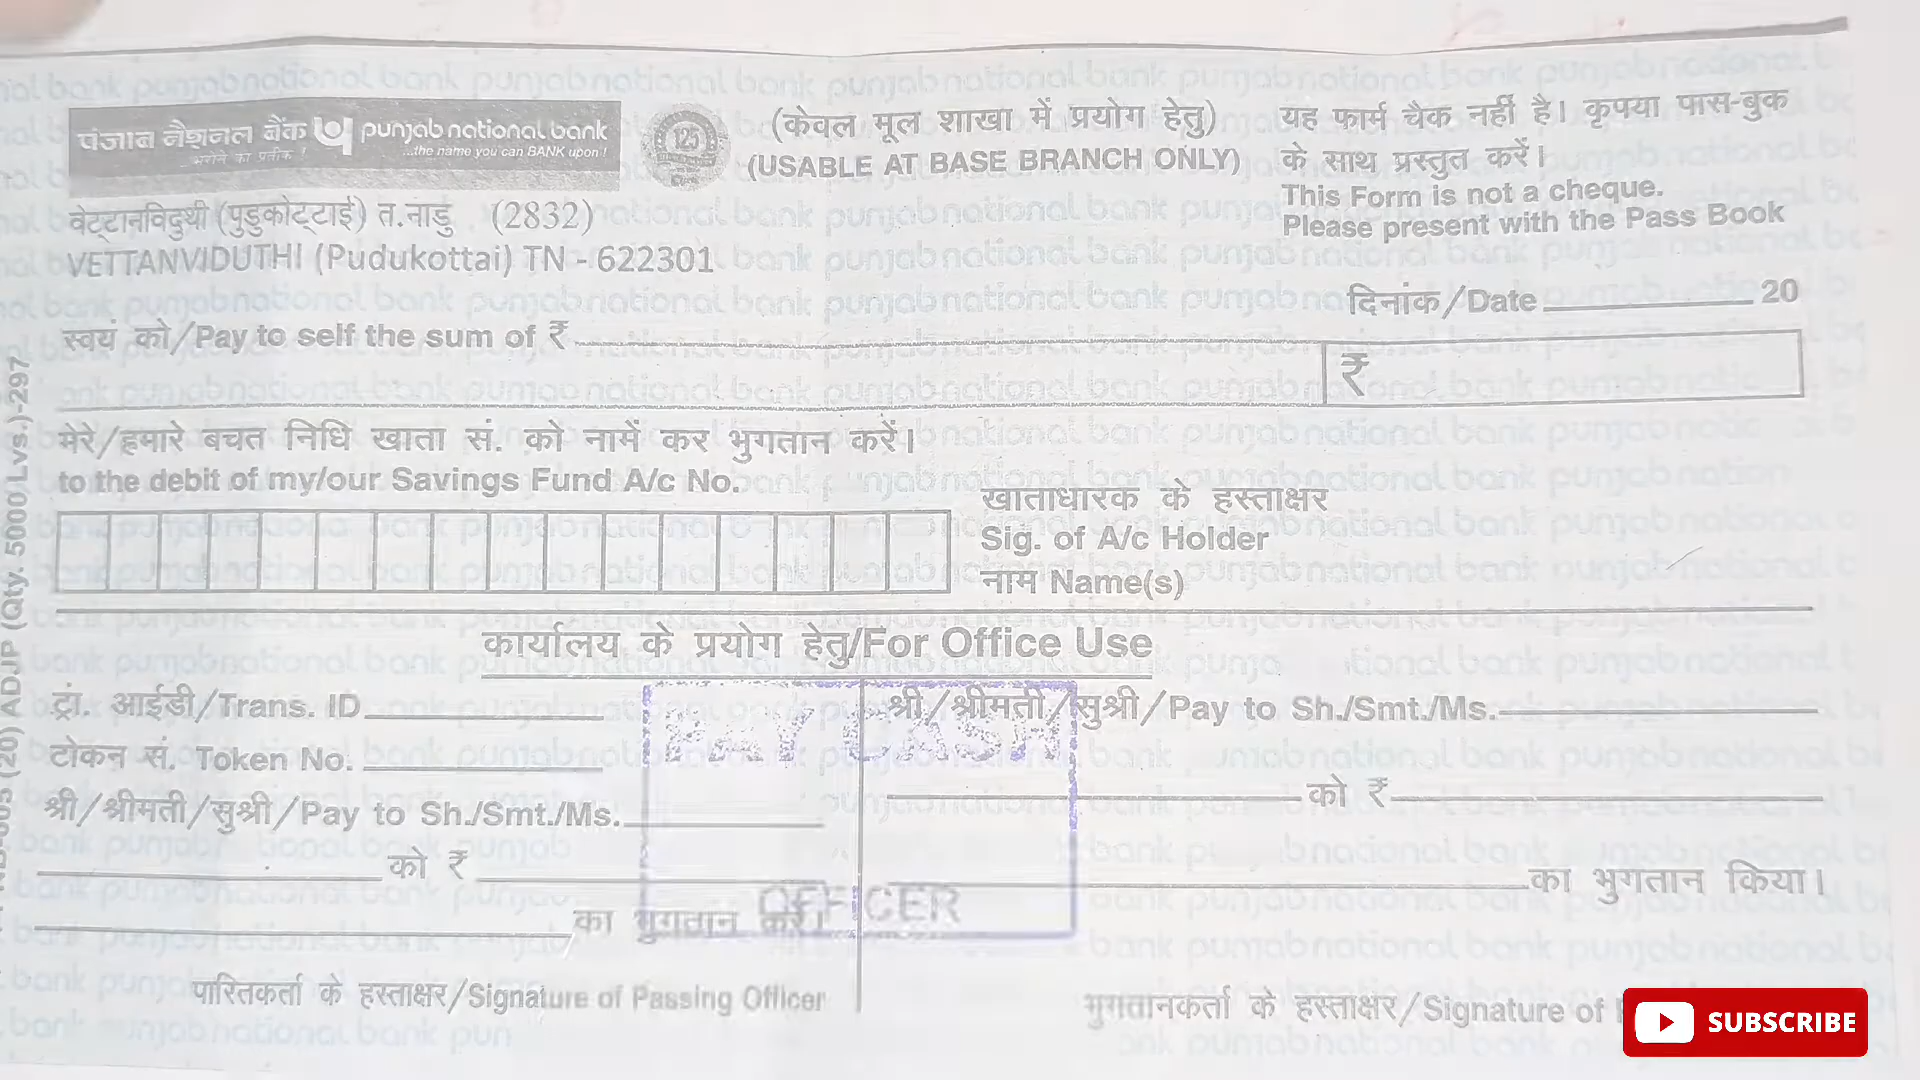 पंजाब नैशनल बैंक punjab national bank
भरोसे का प्रतीक ! ...the name you can BANK upon !
125
(केवल मूल शाखा में प्रयोग हेतु)
(USABLE AT BASE BRANCH ONLY)
यह फार्म चैक नहीं है। कृपया पास-बुक
के साथ प्रस्तुत करें।
This Form is not a cheque.
Please present with the Pass Book
वेट्टानविदुथी (पुडुकोट्टाई) त.नाडु (2832)
VETTANVIDUTHI (Pudukottai) TN - 622301
दिनांक/Date 20
स्वयं को/Pay to self the sum of ₹
₹
मेरे/हमारे बचत निधि खाता सं. को नामें कर भुगतान करें।
to the debit of my/our Savings Fund A/c No.
खाताधारक के हस्ताक्षर
Sig. of A/c Holder
नाम Name(s)
कार्यालय के प्रयोग हेतु/For Office Use
ट्रां. आईडी/Trans. ID
टोकन सं. Token No.
श्री/श्रीमती/सुश्री/Pay to Sh./Smt./Ms.
को ₹
का भुगतान करें।
पारितकर्ता के हस्ताक्षर/Signature of Passing Officer
श्री/श्रीमती/सुश्री/Pay to Sh./Smt./Ms.
को ₹
का भुगतान किया।
भुगतानकर्ता के हस्ताक्षर/Signature of
PAY CASH
OFFICER
(20) ADJP (Qty. 5000 Lvs.)-297
SUBSCRIBE